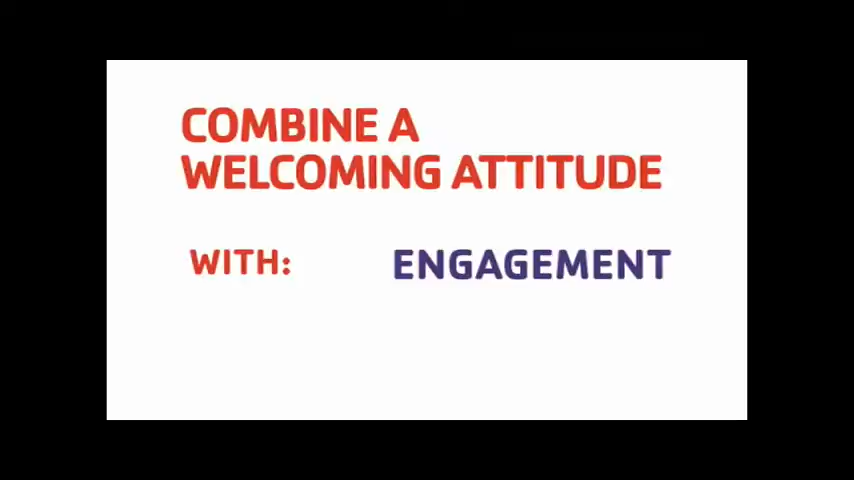 COMBINE A
WELCOMING ATTITUDE
WITH: ENGAGEMENT